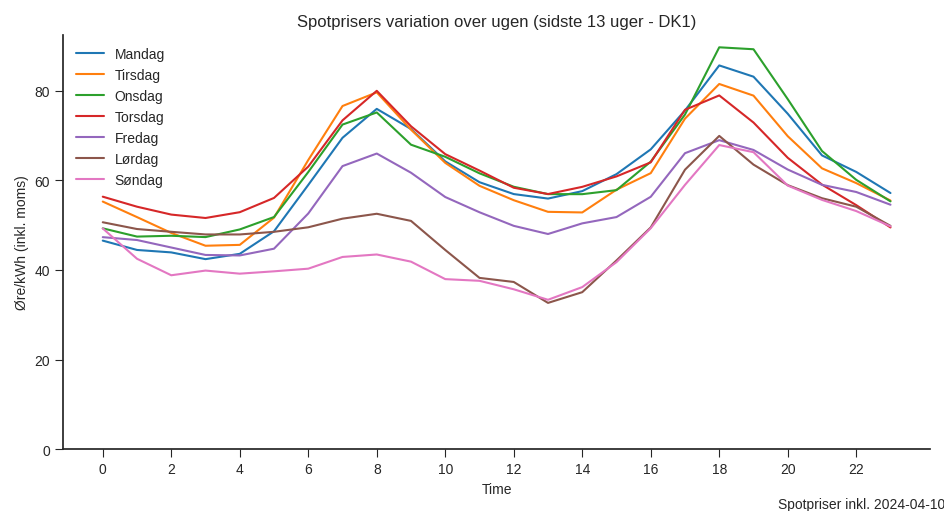 Spotprisers variation over ugen (sidste 13 uger - DK1)
Mandag
Tirsdag
Onsdag
Torsdag
Fredag
Lørdag
Søndag
Øre/kWh (inkl. moms)
80
60
40
20
0
0 2 4 6 8 10 12 14 16 18 20 22
Time
Spotpriser inkl. 2024-04-10